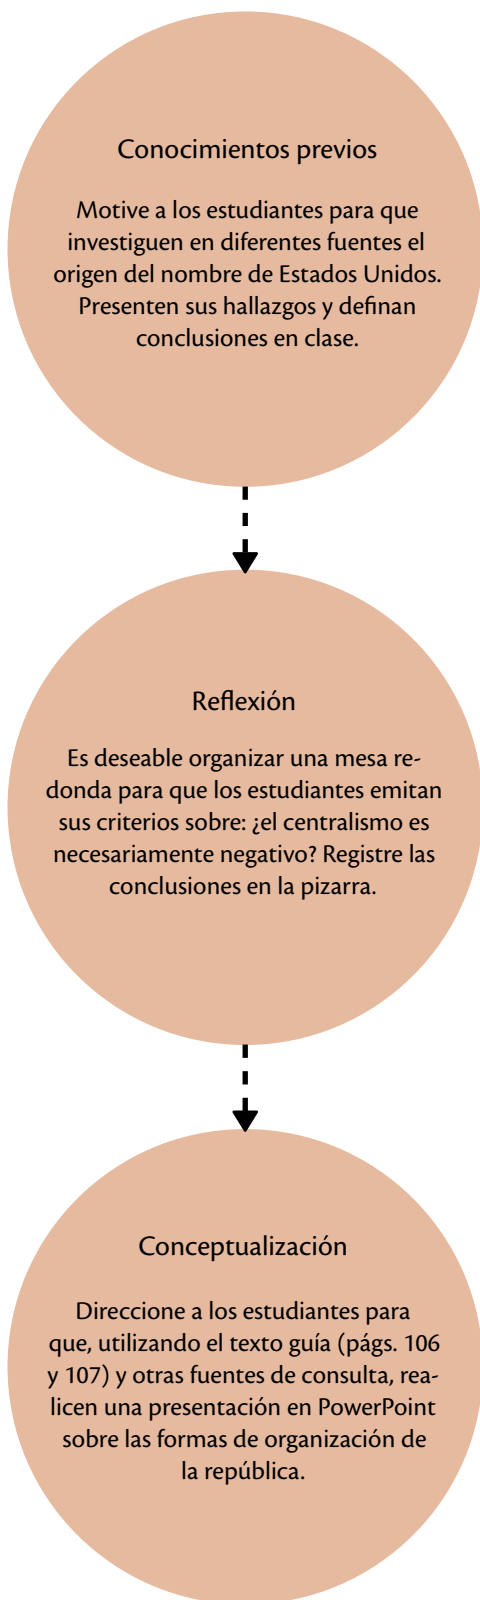 Conocimientos previos
Motive a los estudiantes para que
investiguen en diferentes fuentes el
origen del nombre de Estados Unidos.
Presenten sus hallazgos y definan
conclusiones en clase.
Reflexión
Es deseable organizar una mesa re-
donda para que los estudiantes emitan
sus criterios sobre: ¿el centralismo es
necesariamente negativo? Registre las
conclusiones en la pizarra.
Conceptualización
Direccione a los estudiantes para
que, utilizando el texto guía (págs. 106
y 107) y otras fuentes de consulta, rea-
licen una presentación en PowerPoint
sobre las formas de organización de
la república.